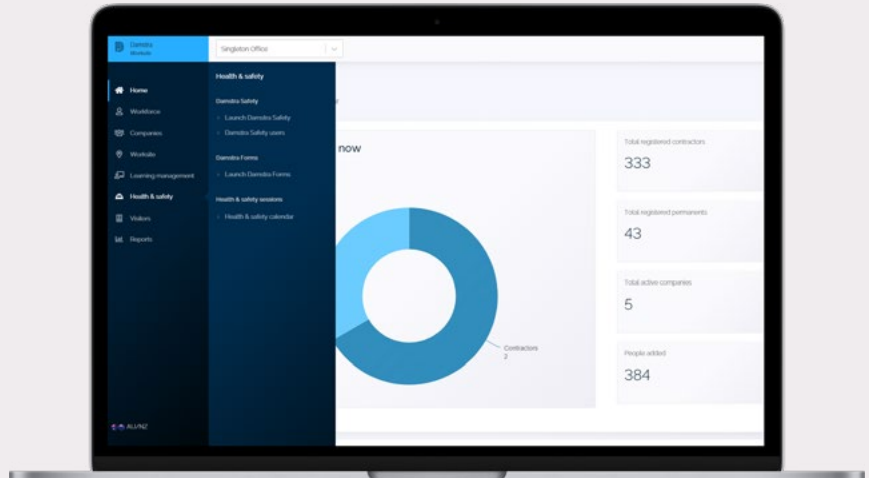 Damstra
Worksite
Singleton Office
Home
Workforce
Companies
Worksite
Learning management
Health & safety
Visitors
Reports
AU/NZ
Health & safety
Damstra Safety
Launch Damstra Safety
Damstra Safety users
Damstra Forms
Launch Damstra Forms
Health & safety sessions
Health & safety calendar
now
Contractors
2
Total registered contractors
333
Total registered permanents
43
Total active companies
5
People added
384